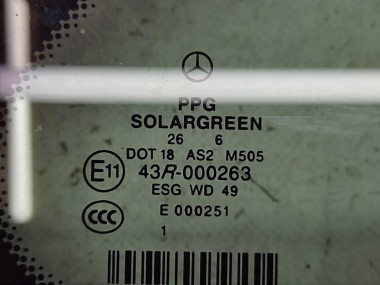 PPG
SOLARGREEN
26 6
DOT 18 AS2 M505
E11 43R-000263
ESG WD 49
CCC E 000251
1